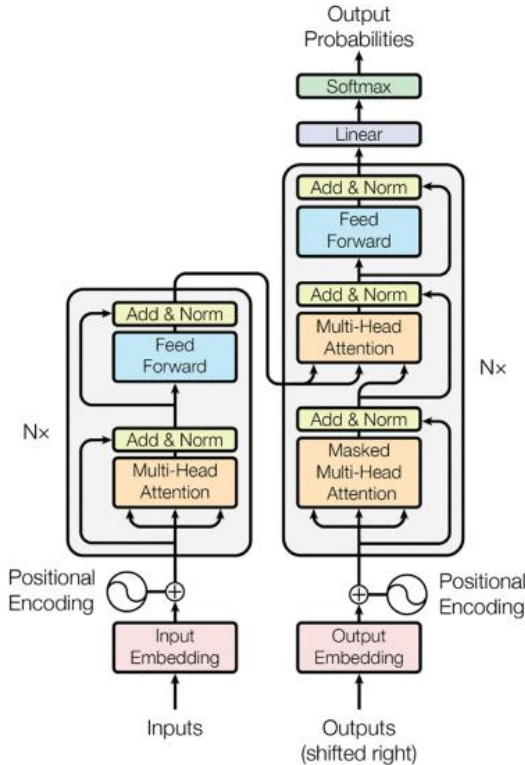 Output
Probabilities
Softmax
Linear
Add & Norm
Feed
Forward
Add & Norm
Multi-Head
Attention
Add & Norm
Masked
Multi-Head
Attention
Nx
Add & Norm
Feed
Forward
Add & Norm
Multi-Head
Attention
Nx
Positional
Encoding
Positional
Encoding
Input
Embedding
Output
Embedding
Inputs
Outputs
(shifted right)